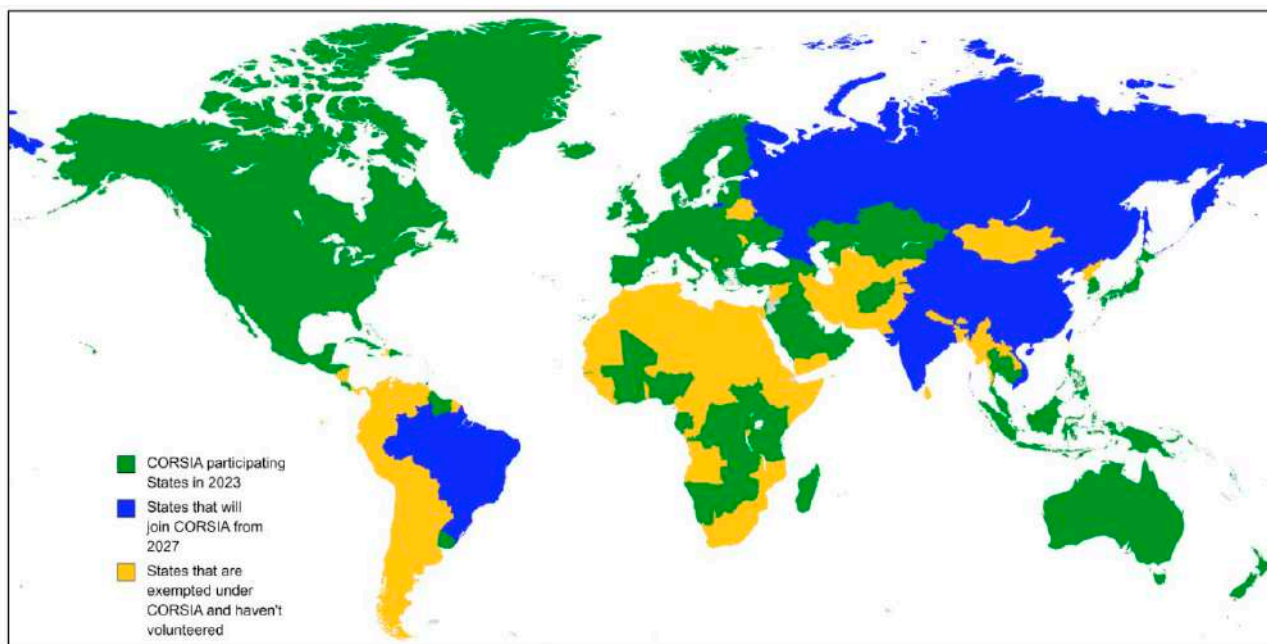 CORSIA participating
States in 2023
States that will
join CORSIA from
2027
States that are
exempted under
CORSIA and haven't
volunteered